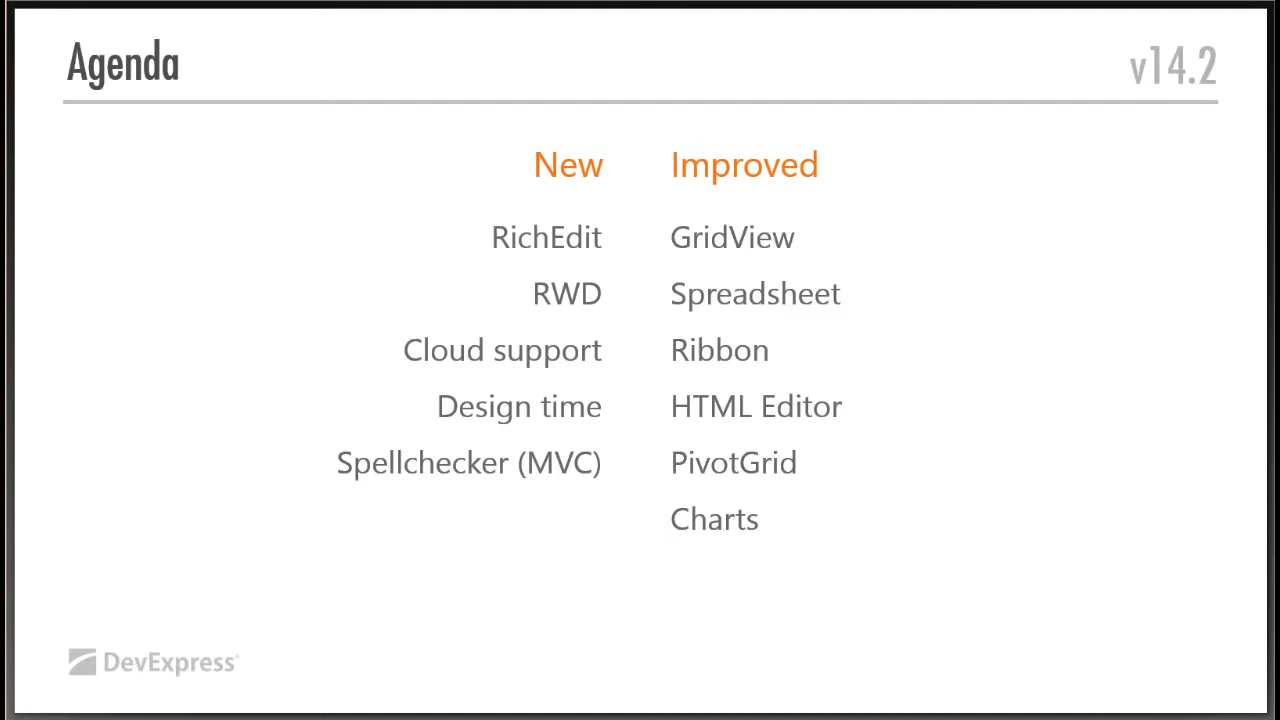 Agenda
v14.2
New Improved
RichEdit GridView
RWD Spreadsheet
Cloud support Ribbon
Design time HTML Editor
Spellchecker (MVC) PivotGrid
Charts
DevExpress